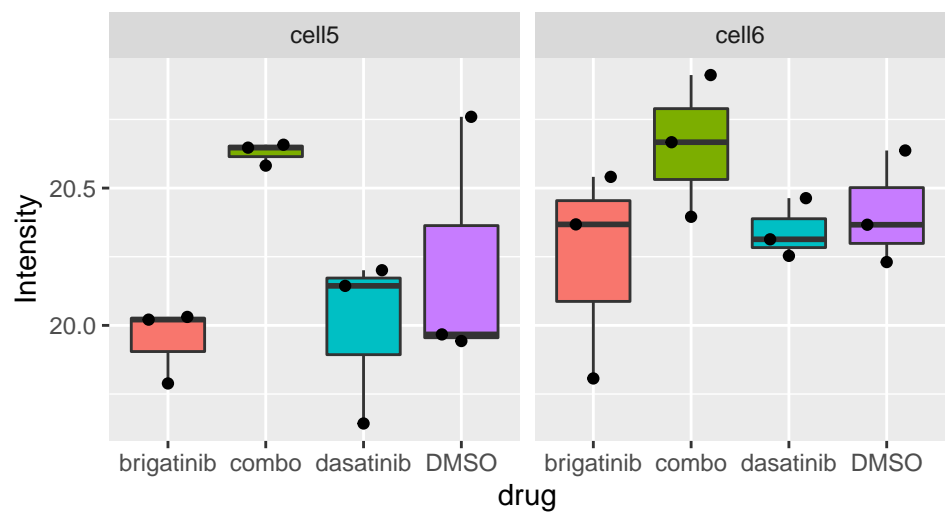 cell5 cell6
Intensity
20.5
20.0
brigatinib combo dasatinib DMSO brigatinib combo dasatinib DMSO
drug